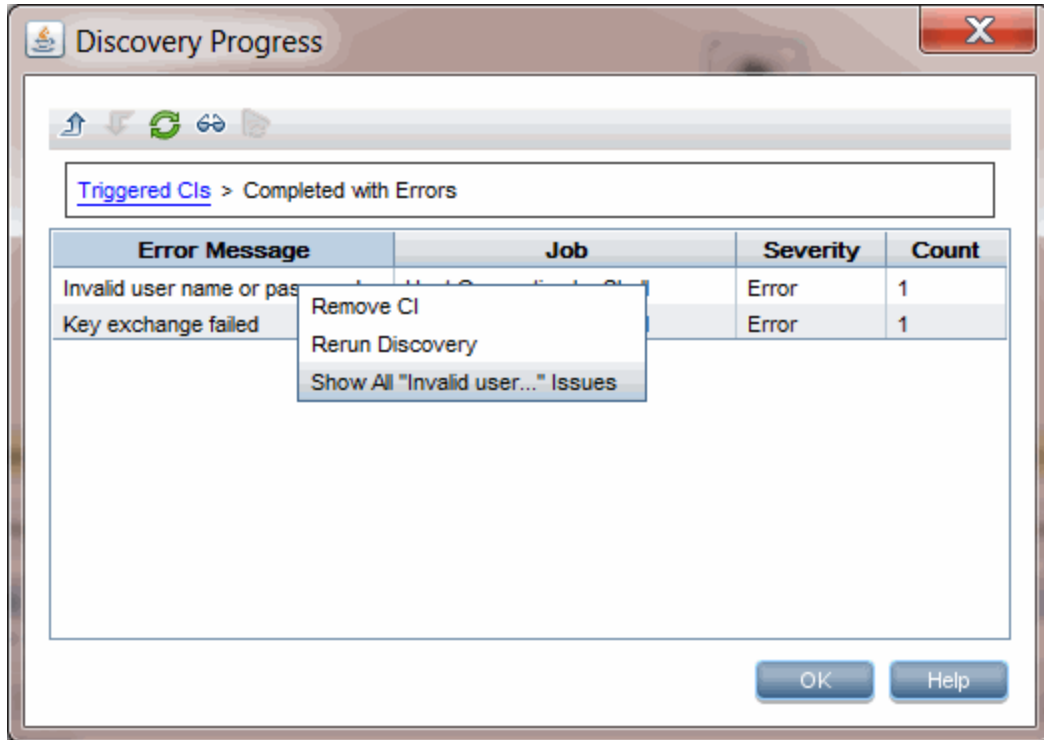 Discovery Progress
Triggered CIs > Completed with Errors
Error Message Job Severity Count
Invalid user name or Error 1
Key exchange failed Error 1
Remove CI
Rerun Discovery
Show All "Invalid user..." Issues
OK Help